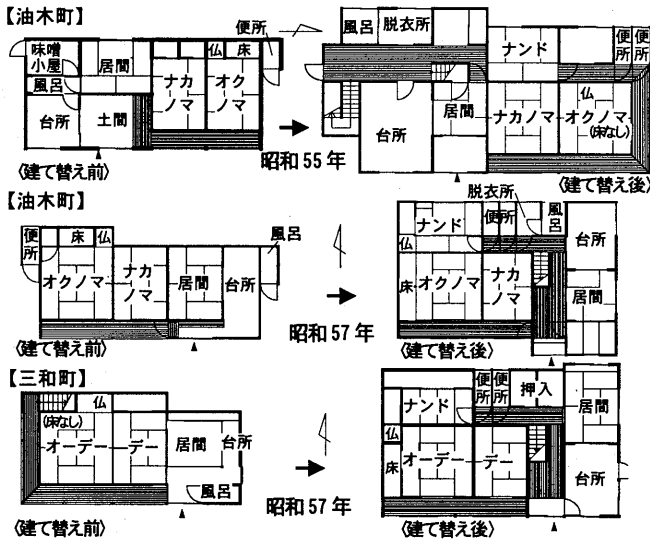 【油木町】
味噌小屋
風呂
台所
居間
土間
ナカノマ
仏
床
オクノマ
便所
〈建て替え前〉
昭和55年
風呂
脱衣所
台所
居間
ナンド
ナカノマ
仏
オクノマ
(床なし)
便所
便所
〈建て替え後〉
【油木町】
便所
床
仏
オクノマ
ナカノマ
居間
台所
風呂
〈建て替え前〉
昭和57年
ナンド
便所
脱衣所
風呂
台所
仏
床
オクノマ
ナカノマ
居間
〈建て替え後〉
【三和町】
仏
(床なし)
オーデー
デー
居間
台所
風呂
〈建て替え前〉
昭和57年
ナンド
便所
便所
押入
居間
仏
床
オーデー
デー
台所
〈建て替え後〉